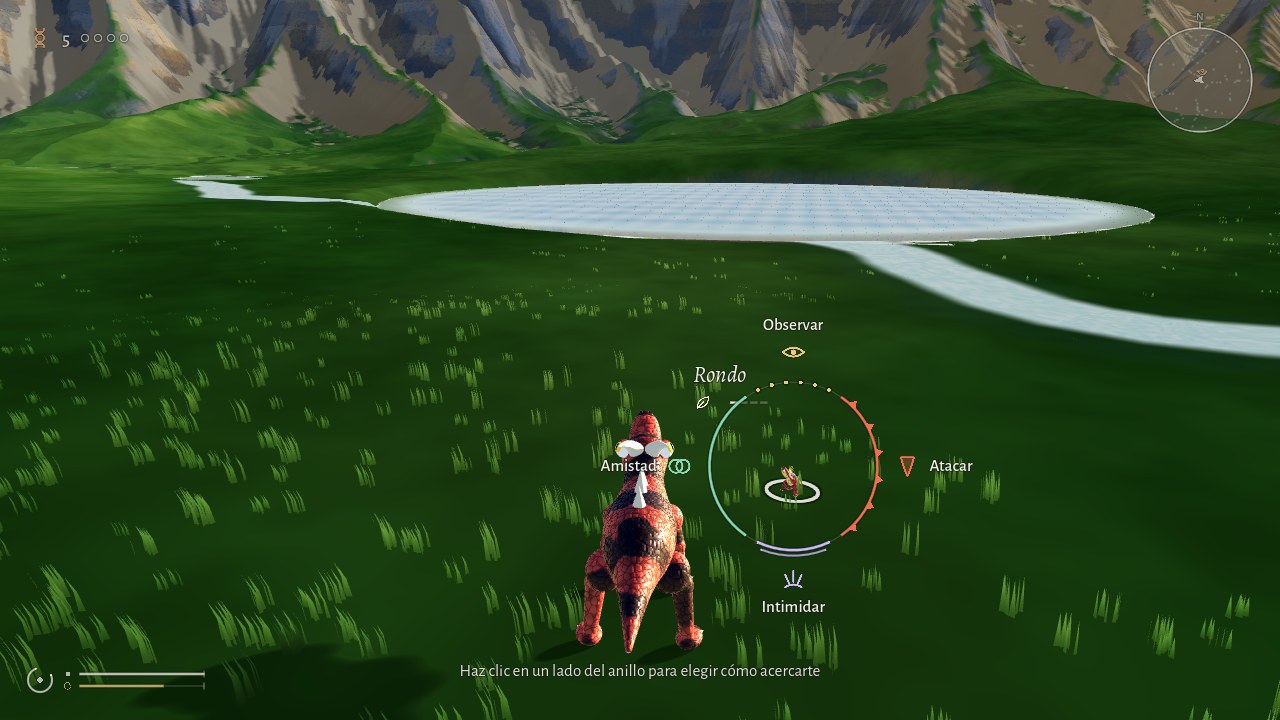 5
N
Observar
Rondo
Amistad
Atacar
Intimidar
Haz clic en un lado del anillo para elegir cómo acercarte